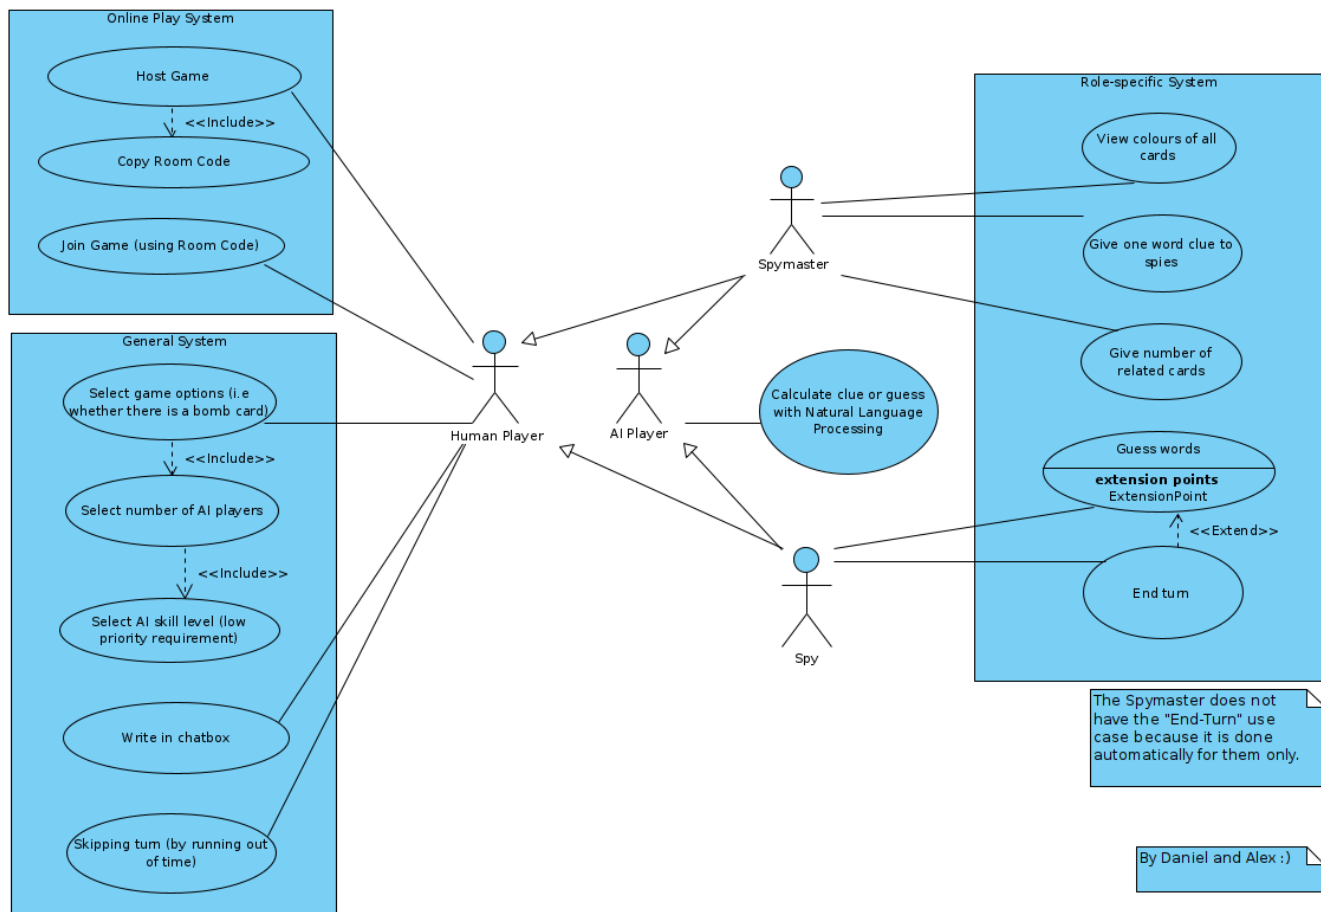 Online Play System
Host Game
<<Include>>
Copy Room Code
Join Game (using Room Code)
General System
Select game options (i.e
whether there is a bomb card)
<<Include>>
Select number of AI players
<<Include>>
Select AI skill level (low
priority requirement)
Write in chatbox
Skipping turn (by running out
of time)
Human Player
AI Player
Calculate clue or guess
with Natural Language
Processing
Spymaster
Spy
Role-specific System
View colours of all
cards
Give one word clue to
spies
Give number of
related cards
Guess words
extension points
ExtensionPoint
<<Extend>>
End turn
The Spymaster does not
have the "End-Turn" use
case because it is done
automatically for them only.
By Daniel and Alex :)